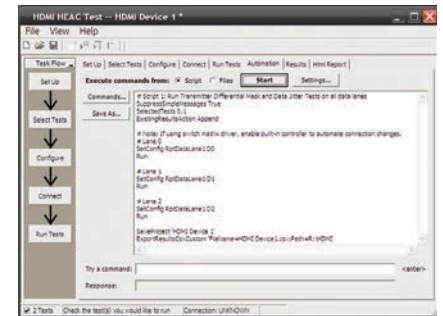 HDMI HEAC Test -- HDMI Device 1 *
File View Help
Task Flow
Set Up
Select Tests
Configure
Connect
Run Tests
Set Up Select Tests Configure Connect Run Tests Automation Results Html Report
Execute commands from: Script Files Start Settings...
Commands...
Save As...
# Script 1: Run Transmitter Differential Mask and Data Jitter Tests on all data lanes
SuppressSimpleMessages True
SelectedTests 0,1
ExistingResultsAction Append
# Note: If using switch matrix driver, enable built-in controller to automate connection changes.
# Lane 0
SetConfig RptDataLane1 D0
Run
# Lane 1
SetConfig RptDataLane1 D1
Run
# Lane 2
SetConfig RptDataLane1 D2
Run
SaveProject 'HDMI Device 1'
Try a command: <enter>
Response:
2 Tests Check the test(s) you would like to run Connection: UNKNOWN